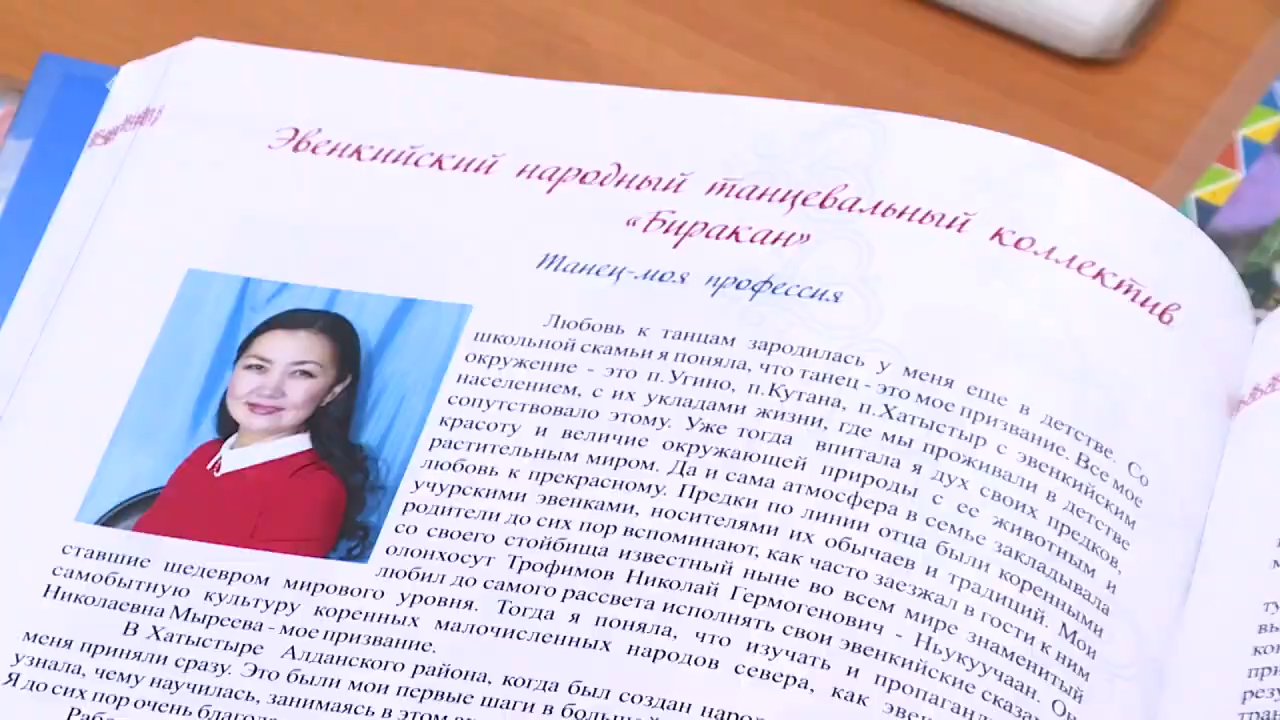 Эвенкийский народный танцевальный коллектив
«Биракан»
Танец-моя профессия
Любовь к танцам зародилась у меня еще в детстве. Со
школьной скамьи я поняла, что танец - это мое призвание. Все мое
окружение - это п.Угино, п.Кутана, п.Хатыстыр с эвенкийским
населением, с их укладами жизни, где мы проживали в детстве
сопутствовало этому. Уже тогда впитала я дух своих предков,
красоту и величие окружающей природы с ее животным и
растительным миром. Да и сама атмосфера в семье закладывала
любовь к прекрасному. Предки по линии отца были коренными
учурскими эвенками, носителями их обычаев и традиций. Мои
родители до сих пор вспоминают, как часто заезжал в гости к ним
со своего стойбища известный ныне во всем мире знаменитый
олонхосут Трофимов Николай Гермогенович - Ньукуучаан. Он
любил до самого рассвета исполнять свои эвенкийские
ставшие шедевром мирового уровня. Тогда я поняла, что изучать и
самобытную культуру коренных малочисленных народов севера, как
Николаевна Мыреева - мое призвание.
В Хатыстыре Алданского района, когда был создан
меня приняли сразу. Это были мои первые шаги в
узнала, чему научилась, занимаясь в этом
Я до сих пор очень